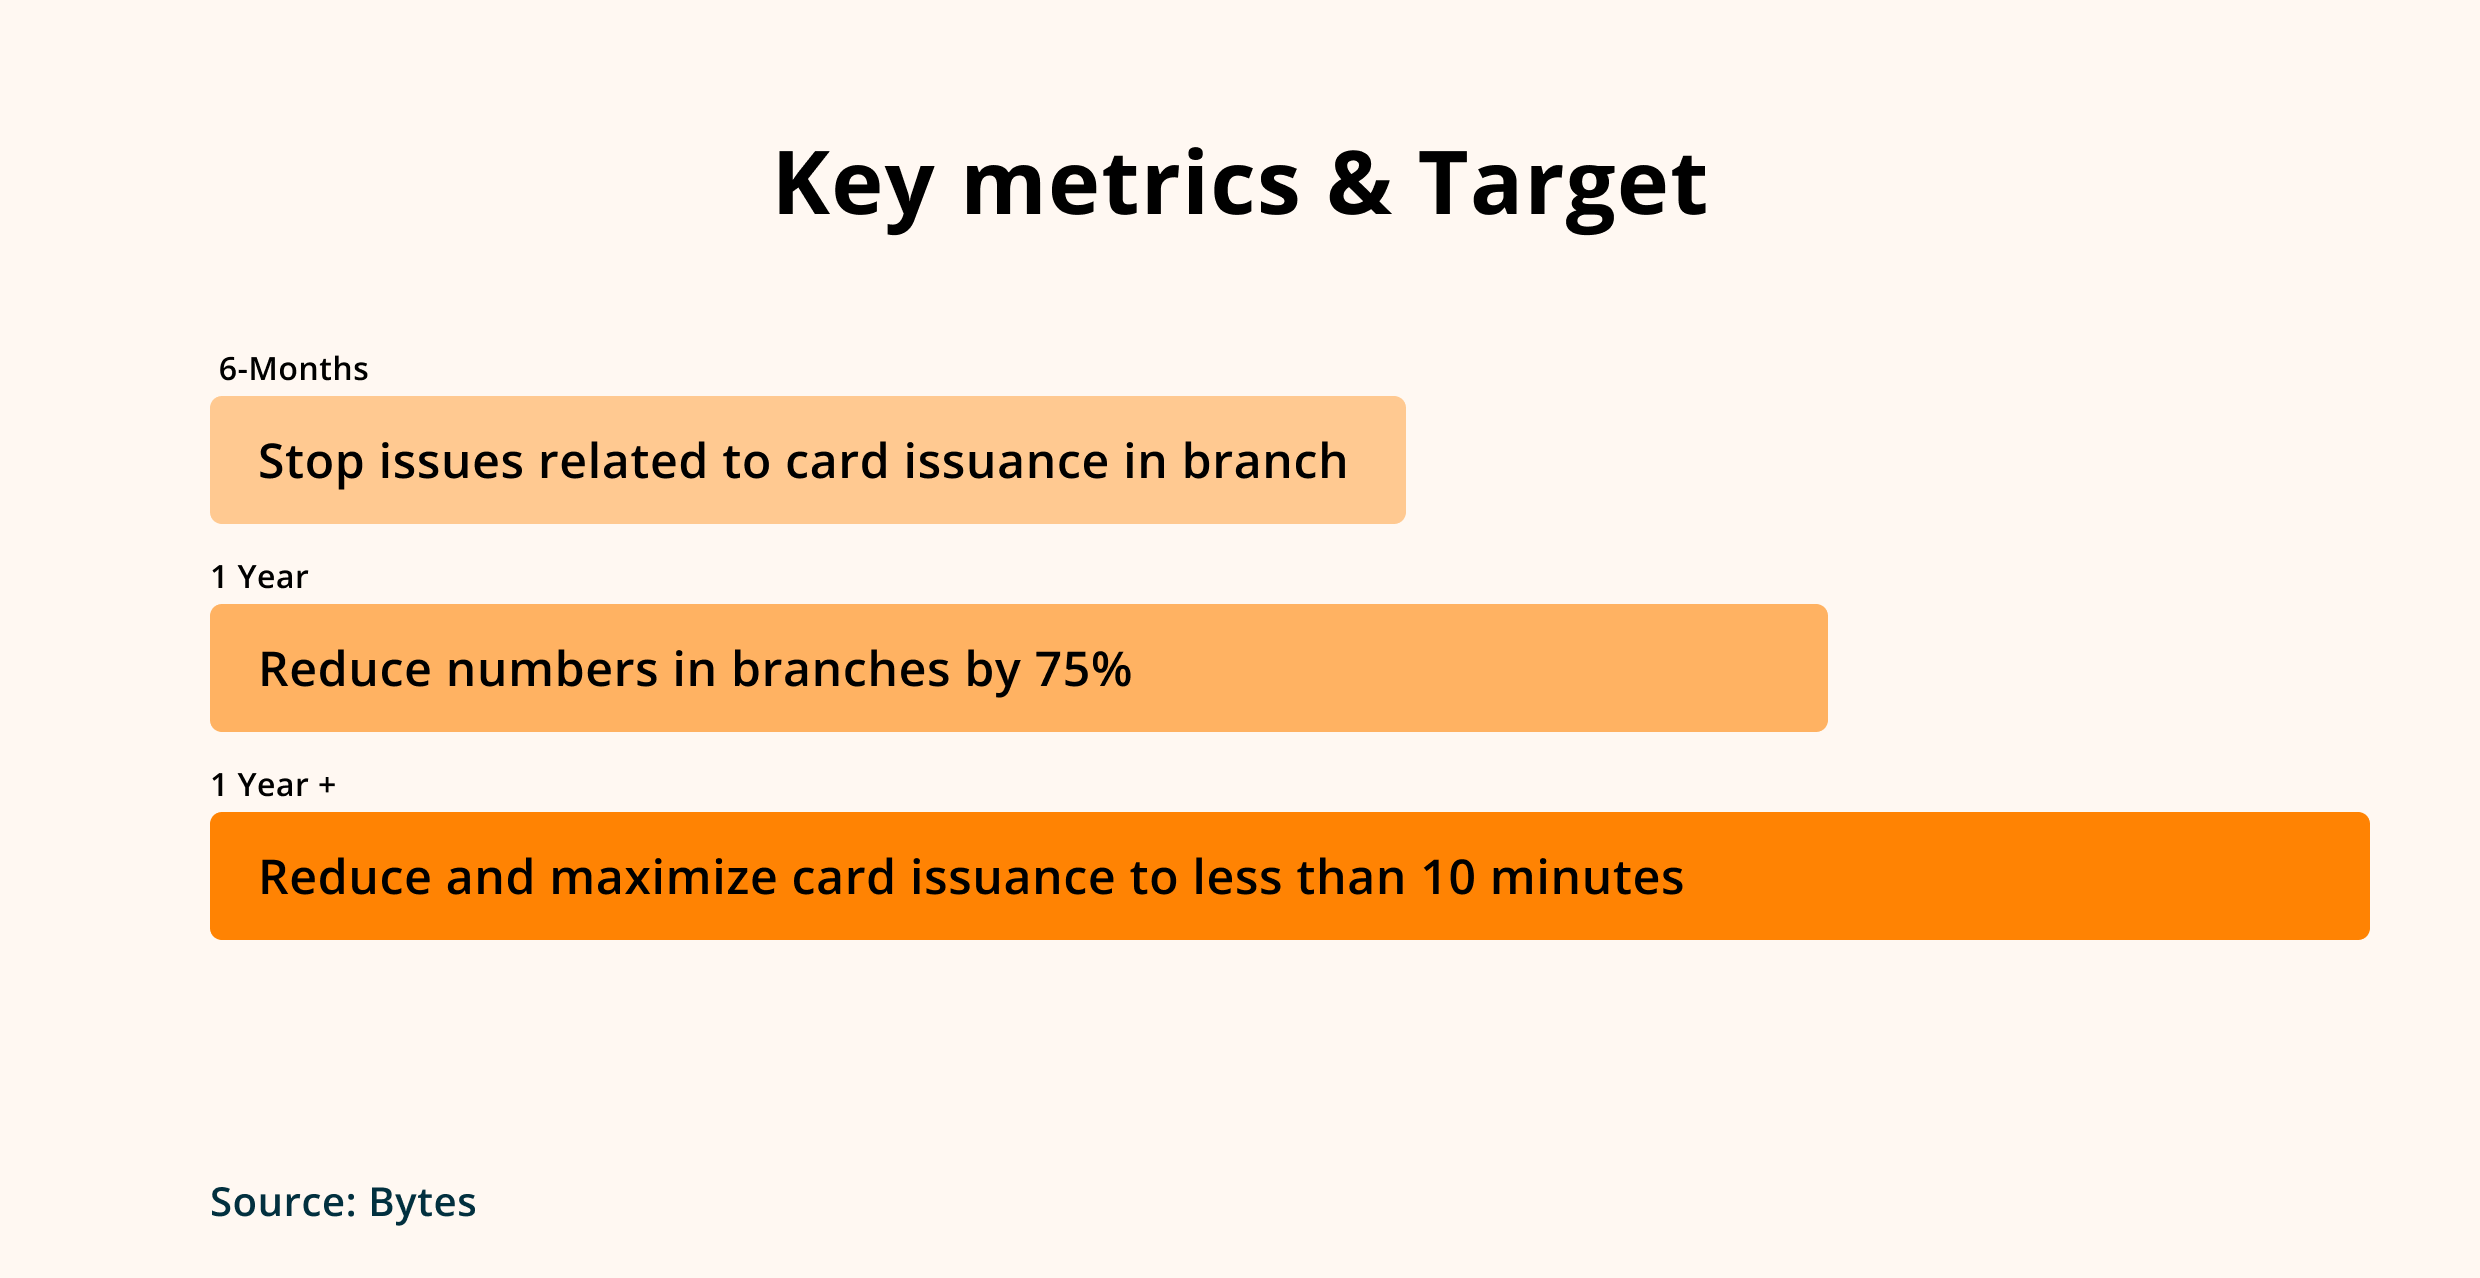 Key metrics & Target
6-Months
Stop issues related to card issuance in branch
1 Year
Reduce numbers in branches by 75%
1 Year +
Reduce and maximize card issuance to less than 10 minutes
Source: Bytes